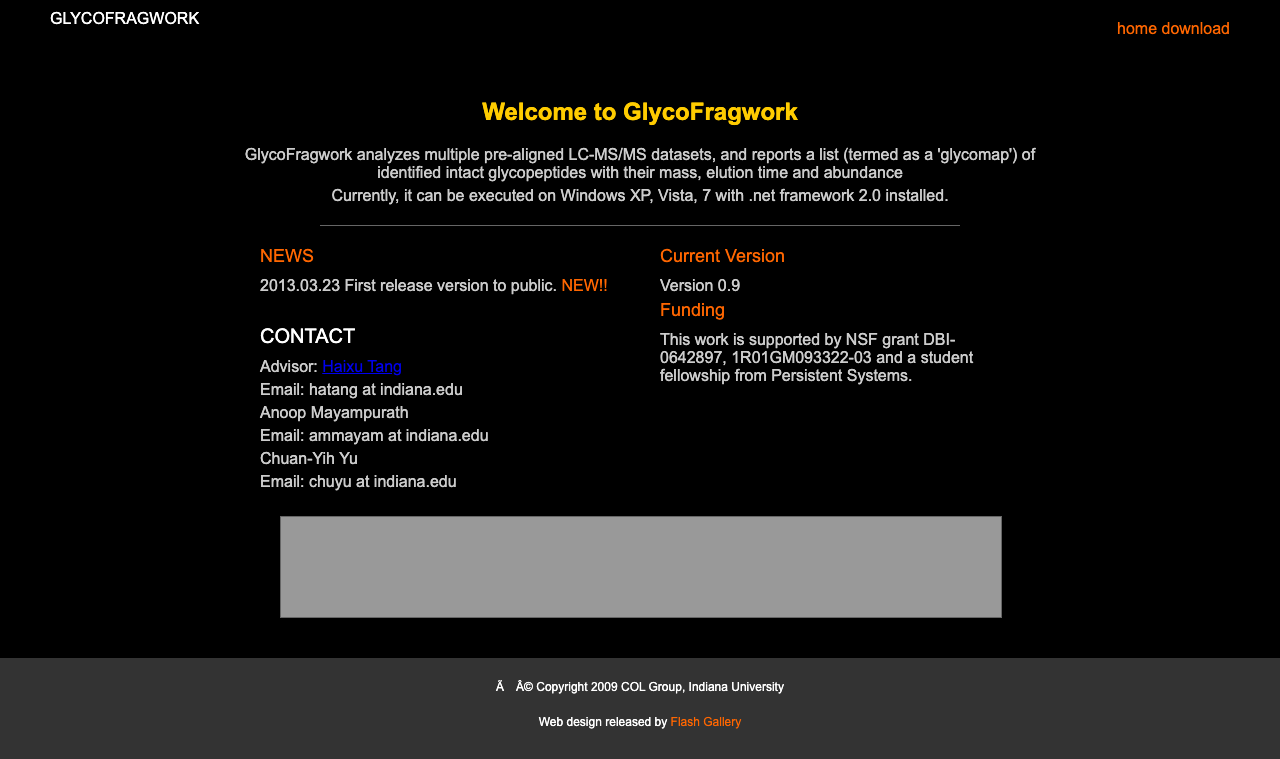 GLYCOFRAGWORK
home download
Welcome to GlycoFragwork
GlycoFragwork analyzes multiple pre-aligned LC-MS/MS datasets, and reports a list (termed as a 'glycomap') of
identified intact glycopeptides with their mass, elution time and abundance
Currently, it can be executed on Windows XP, Vista, 7 with .net framework 2.0 installed.
NEWS
2013.03.23 First release version to public. NEW!!
CONTACT
Advisor: Haixu Tang
Email: hatang at indiana.edu
Anoop Mayampurath
Email: ammayam at indiana.edu
Chuan-Yih Yu
Email: chuyu at indiana.edu
Current Version
Version 0.9
Funding
This work is supported by NSF grant DBI-
0642897, 1R01GM093322-03 and a student
fellowship from Persistent Systems.
Ã Â© Copyright 2009 COL Group, Indiana University
Web design released by Flash Gallery